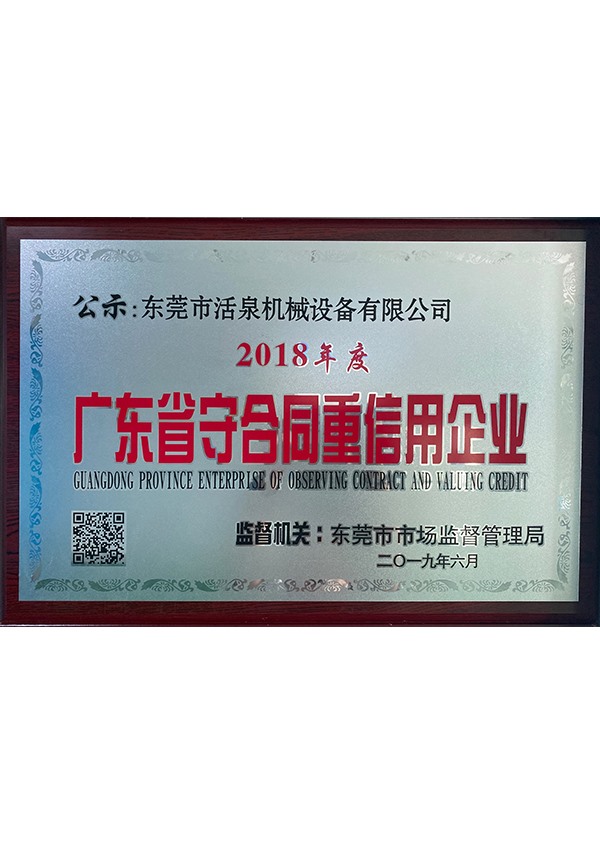 公示:东莞市活泉机械设备有限公司
2018年度
广东省守合同重信用企业
GUANGDONG PROVINCE ENTERPRISE OF OBSERVING CONTRACT AND VALUING CREDIT
监督机关:东莞市市场监督管理局
二〇一九年六月